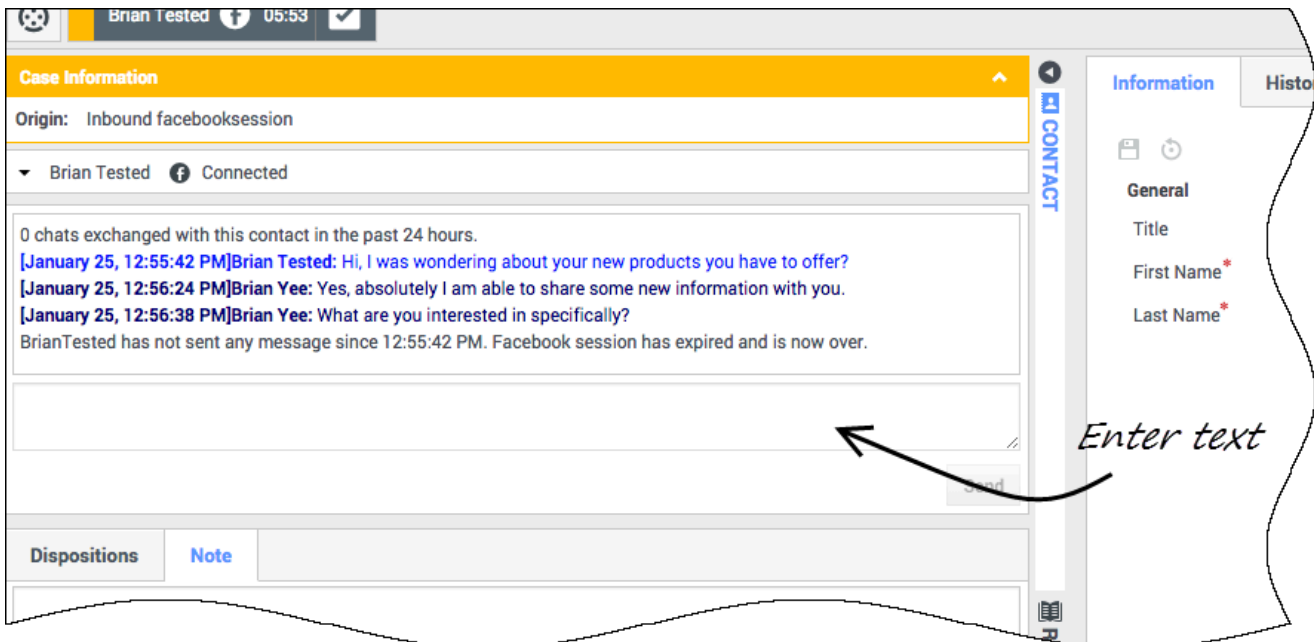 Brian Tested 05:53
Case Information
Origin: Inbound facebooksession
Brian Tested Connected
0 chats exchanged with this contact in the past 24 hours.
[January 25, 12:55:42 PM]Brian Tested: Hi, I was wondering about your new products you have to offer?
[January 25, 12:56:24 PM]Brian Yee: Yes, absolutely I am able to share some new information with you.
[January 25, 12:56:38 PM]Brian Yee: What are you interested in specifically?
BrianTested has not sent any message since 12:55:42 PM. Facebook session has expired and is now over.
Send
Dispositions Note
CONTACT
R
Information Histo
General
Title
First Name*
Last Name*
Enter text